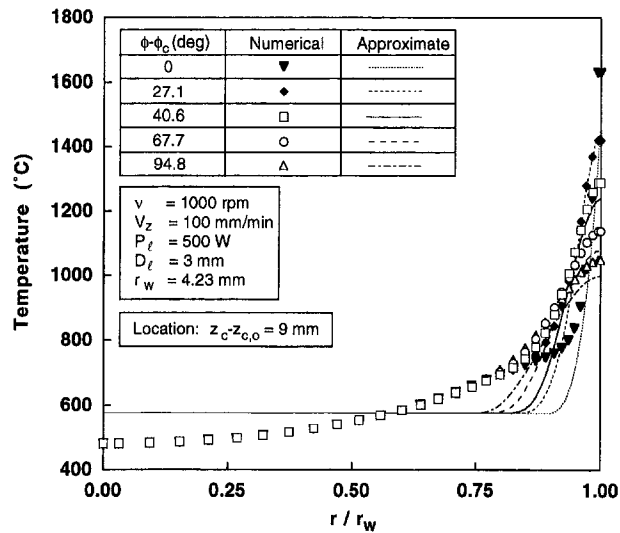 1800
1600
1400
1200
1000
800
600
400
Temperature (°C)
ϕ-ϕc (deg) Numerical Approximate
0 ▼
27.1 ◆
40.6 □
67.7 ○
94.8 △
ν = 1000 rpm
Vz = 100 mm/min
Pℓ = 500 W
Dℓ = 3 mm
rw = 4.23 mm
Location: zc-zc,o = 9 mm
0.00 0.25 0.50 0.75 1.00
r / rw